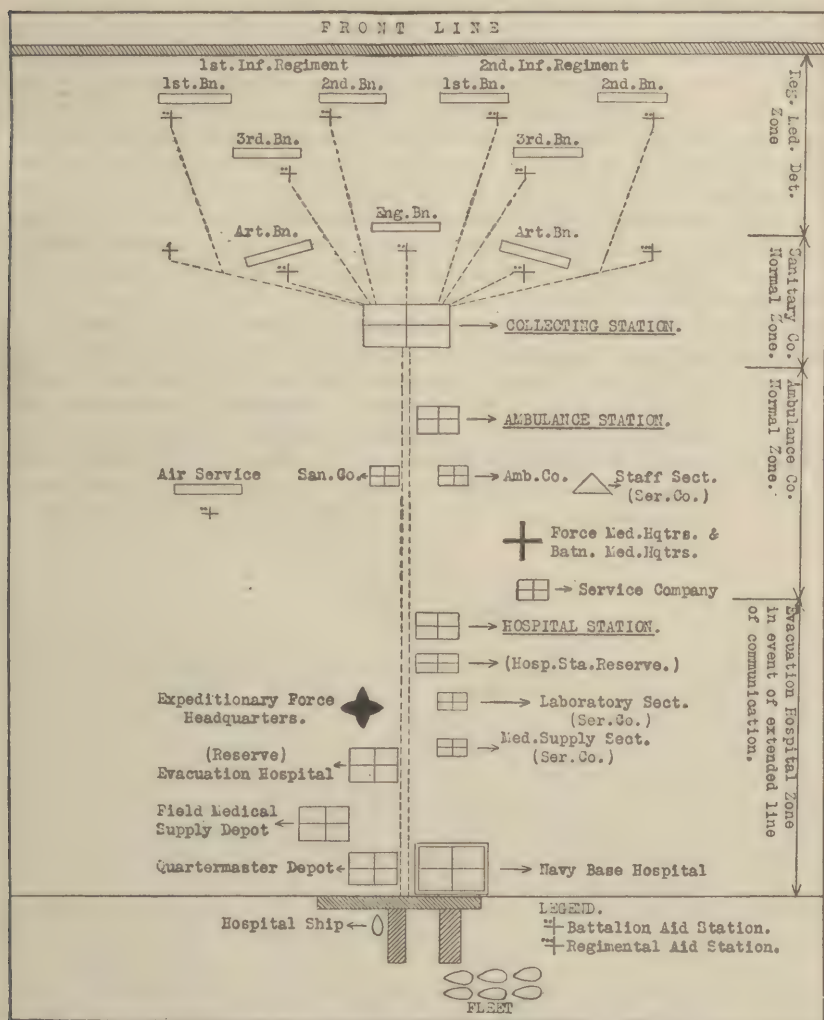 FRONT LINE
1st.Inf.Regiment
2nd.Inf.Regiment
1st.Bn.
2nd.Bn.
1st.Bn.
2nd.Bn.
3rd.Bn.
3rd.Bn.
Eng.Bn.
Art.Bn.
Art.Bn.
Reg. Led. Det.
Zone
Sanitary Co.
Normal Zone.
COLLECTING STATION.
Ambulance Co.
Normal Zone.
AMBULANCE STATION.
Air Service
San.Co.
Amb.Co.
Staff Sect.
(Ser.Co.)
Force Med.Hqtrs. &
Batn. Med.Hqtrs.
Service Company
HOSPITAL STATION.
(Hosp.Sta.Reserve.)
Evacuation Hospital Zone
in event of extended line
of communication.
Expeditionary Force
Headquarters.
Laboratory Sect.
(Ser.Co.)
(Reserve)
Evacuation Hospital
Med.Supply Sect.
(Ser.Co.)
Field Medical
Supply Depot
Quartermaster Depot
Navy Base Hospital
Hospital Ship
LEGEND.
Battalion Aid Station.
Regimental Aid Station.
FLEET